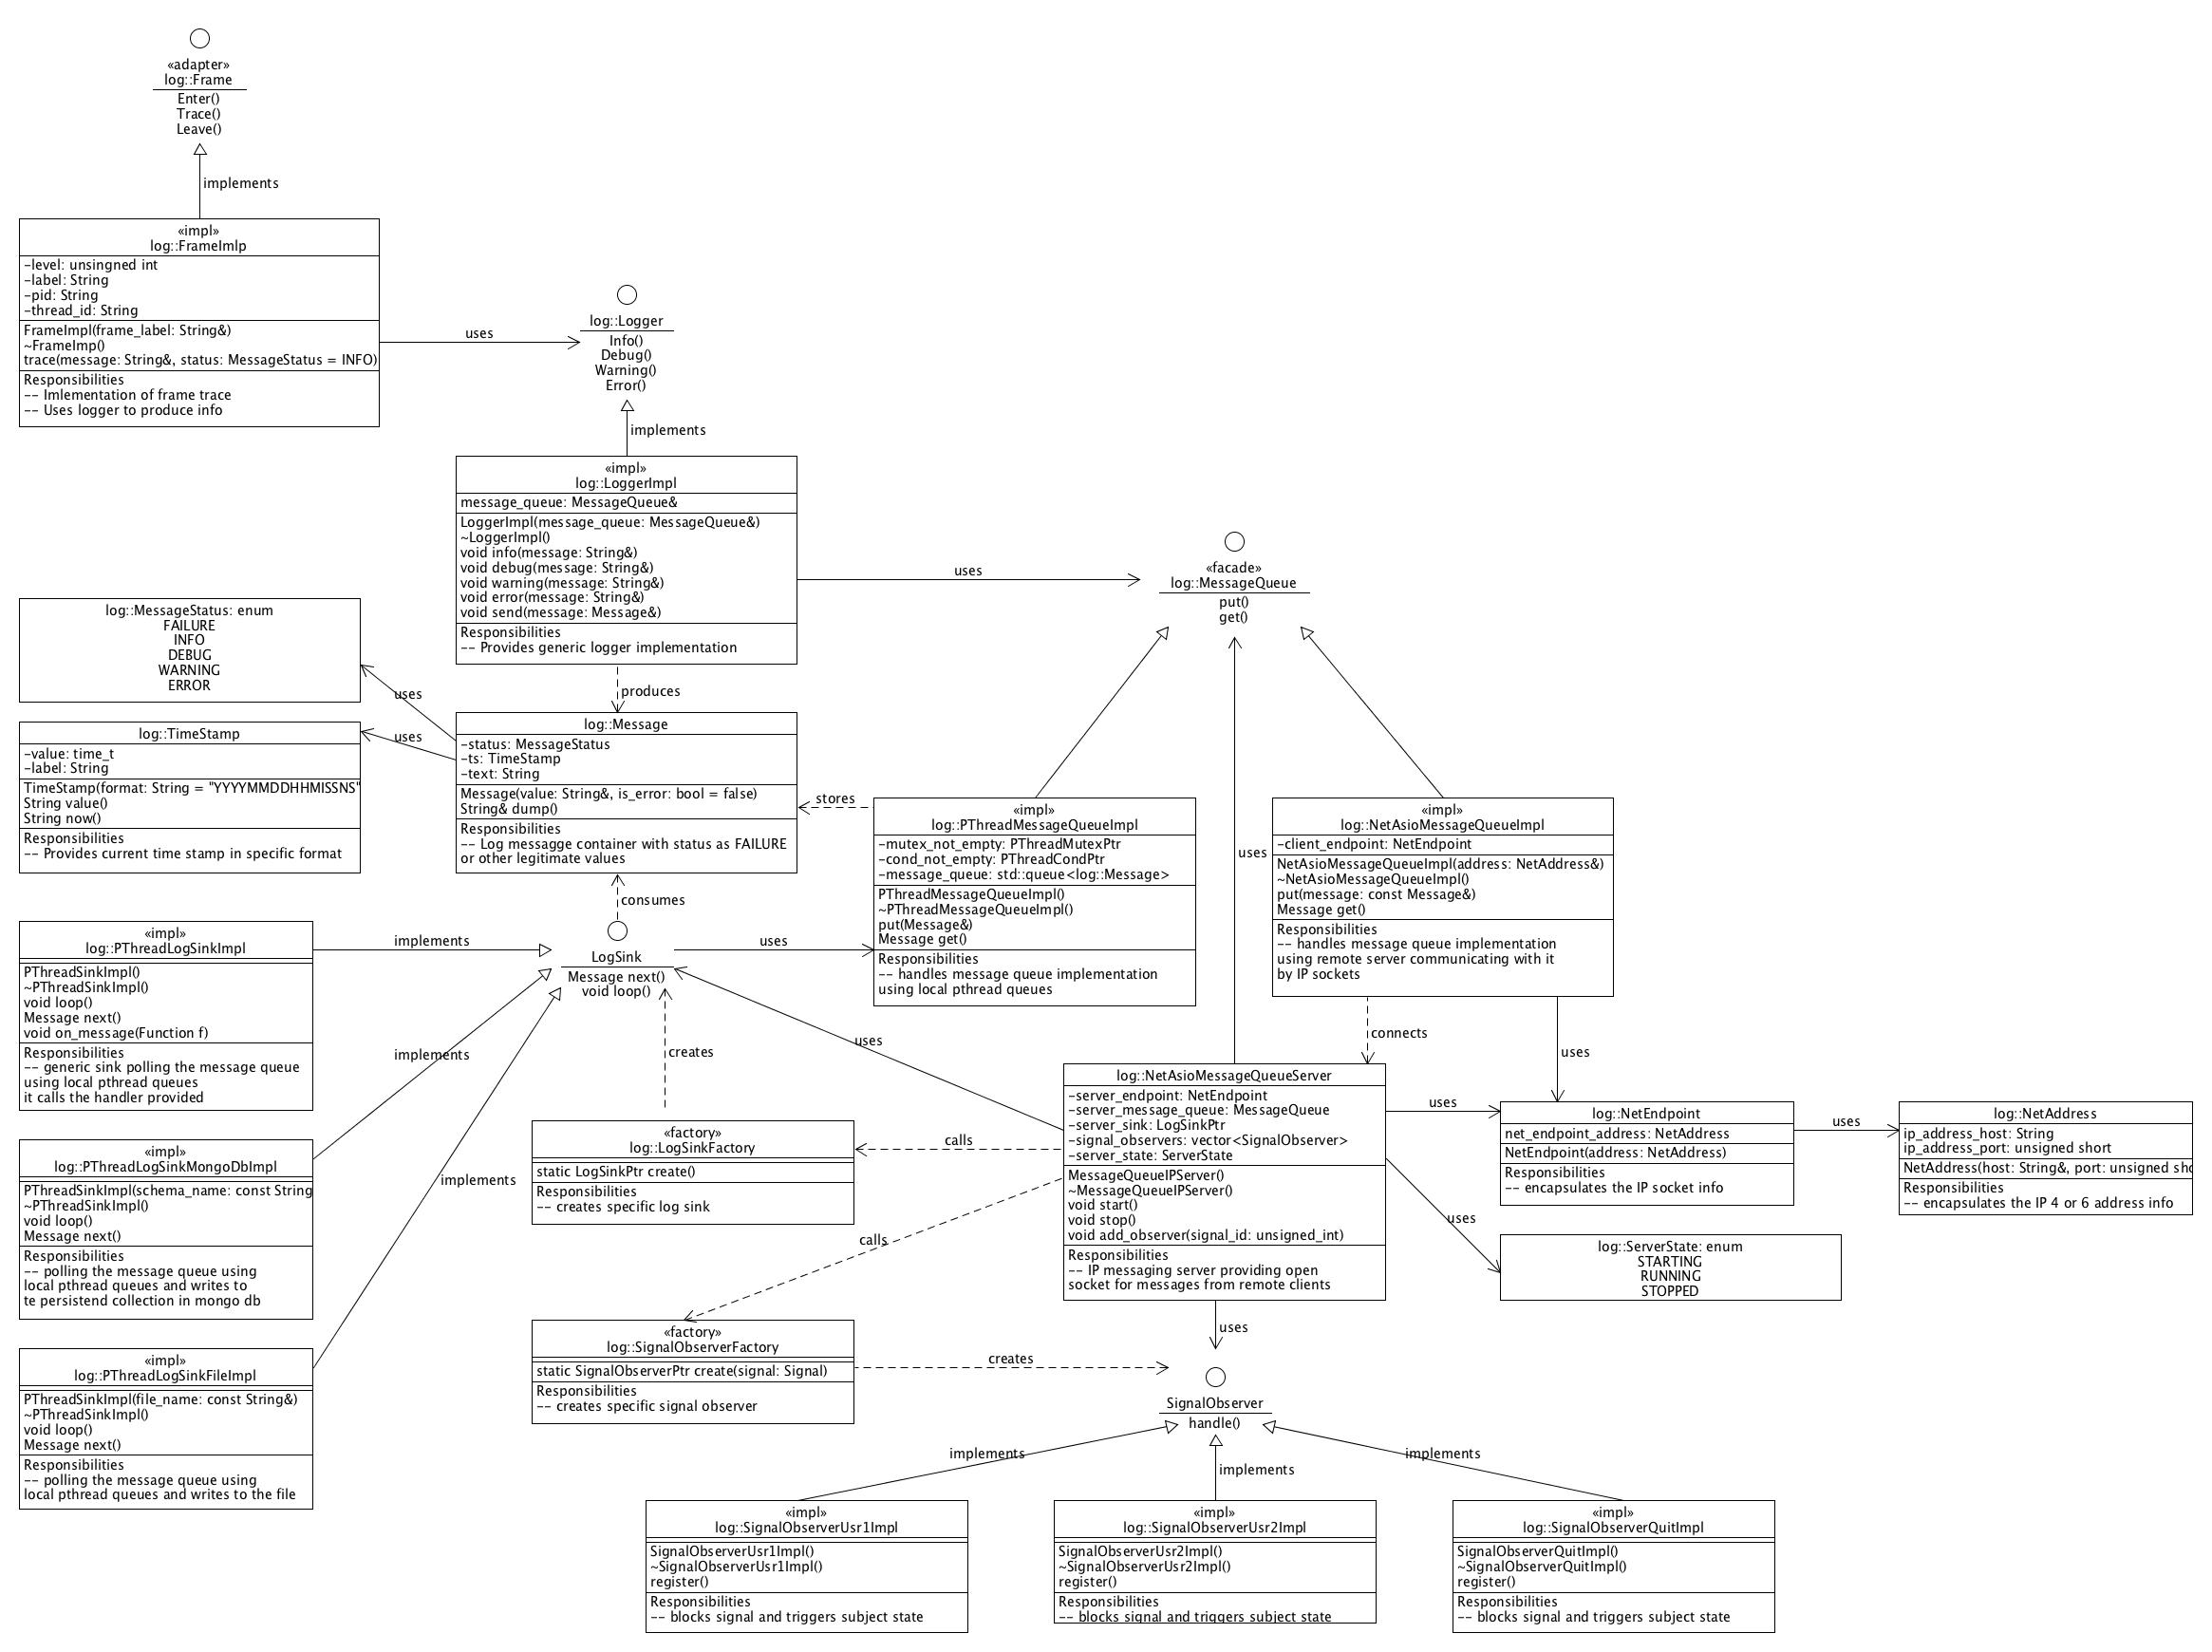 «adapter»
log::Frame
Enter()
Trace()
Leave()
implements
«impl»
log::FrameImlp
-level: unsingned int
-label: String
-pid: String
-thread_id: String
FrameImpl(frame_label: String&)
~FrameImp()
trace(message: String&, status: MessageStatus = INFO)
Responsibilities
-- Imlementation of frame trace
-- Uses logger to produce info
uses
log::Logger
Info()
Debug()
Warning()
Error()
implements
«impl»
log::LoggerImpl
message_queue: MessageQueue&
LoggerImpl(message_queue: MessageQueue&)
~LoggerImpl()
void info(message: String&)
void debug(message: String&)
void warning(message: String&)
void error(message: String&)
void send(message: Message&)
Responsibilities
-- Provides generic logger implementation
uses
«facade»
log::MessageQueue
put()
get()
log::MessageStatus: enum
FAILURE
INFO
DEBUG
WARNING
ERROR
uses
produces
log::TimeStamp
-value: time_t
-label: String
TimeStamp(format: String = "YYYYMMDDHHMISSNS"
String value()
String now()
Responsibilities
-- Provides current time stamp in specific format
uses
log::Message
-status: MessageStatus
-ts: TimeStamp
-text: String
Message(value: String&, is_error: bool = false)
String& dump()
Responsibilities
-- Log messagge container with status as FAILURE
or other legitimate values
stores
«impl»
log::PThreadMessageQueueImpl
-mutex_not_empty: PThreadMutexPtr
-cond_not_empty: PThreadCondPtr
-message_queue: std::queue<log::Message>
PThreadMessageQueueImpl()
~PThreadMessageQueueImpl()
put(Message&)
Message get()
Responsibilities
-- handles message queue implementation
using local pthread queues
uses
«impl»
log::NetAsioMessageQueueImpl
-client_endpoint: NetEndpoint
NetAsioMessageQueueImpl(address: NetAddress&)
~NetAsioMessageQueueImpl()
put(message: const Message&)
Message get()
Responsibilities
-- handles message queue implementation
using remote server communicating with it
by IP sockets
consumes
«impl»
log::PThreadLogSinkImpl
PThreadSinkImpl()
~PThreadSinkImpl()
void loop()
Message next()
void on_message(Function f)
Responsibilities
-- generic sink polling the message queue
using local pthread queues
it calls the handler provided
implements
LogSink
Message next()
void loop()
uses
connects
uses
uses
creates
implements
«impl»
log::PThreadLogSinkMongoDbImpl
PThreadSinkImpl(schema_name: const String
~PThreadSinkImpl()
void loop()
Message next()
Responsibilities
-- polling the message queue using
local pthread queues and writes to
te persistend collection in mongo db
implements
«factory»
log::LogSinkFactory
static LogSinkPtr create()
Responsibilities
-- creates specific log sink
calls
log::NetAsioMessageQueueServer
-server_endpoint: NetEndpoint
-server_message_queue: MessageQueue
-server_sink: LogSinkPtr
-signal_observers: vector<SignalObserver>
-server_state: ServerState
MessageQueueIPServer()
~MessageQueueIPServer()
void start()
void stop()
void add_observer(signal_id: unsigned_int)
Responsibilities
-- IP messaging server providing open
socket for messages from remote clients
uses
log::NetEndpoint
net_endpoint_address: NetAddress
NetEndpoint(address: NetAddress)
Responsibilities
-- encapsulates the IP socket info
uses
log::NetAddress
ip_address_host: String
ip_address_port: unsigned short
NetAddress(host: String&, port: unsigned sho
Responsibilities
-- encapsulates the IP 4 or 6 address info
uses
log::ServerState: enum
STARTING
RUNNING
STOPPED
calls
«impl»
log::PThreadLogSinkFileImpl
PThreadSinkImpl(file_name: const String&)
~PThreadSinkImpl()
void loop()
Message next()
Responsibilities
-- polling the message queue using
local pthread queues and writes to the file
«factory»
log::SignalObserverFactory
static SignalObserverPtr create(signal: Signal)
Responsibilities
-- creates specific signal observer
creates
uses
SignalObserver
handle()
implements
implements
implements
«impl»
log::SignalObserverUsr1Impl
SignalObserverUsr1Impl()
~SignalObserverUsr1Impl()
register()
Responsibilities
-- blocks signal and triggers subject state
«impl»
log::SignalObserverUsr2Impl
SignalObserverUsr2Impl()
~SignalObserverUsr2Impl()
register()
Responsibilities
-- blocks signal and triggers subject state
«impl»
log::SignalObserverQuitImpl
SignalObserverQuitImpl()
~SignalObserverQuitImpl()
register()
Responsibilities
-- blocks signal and triggers subject state